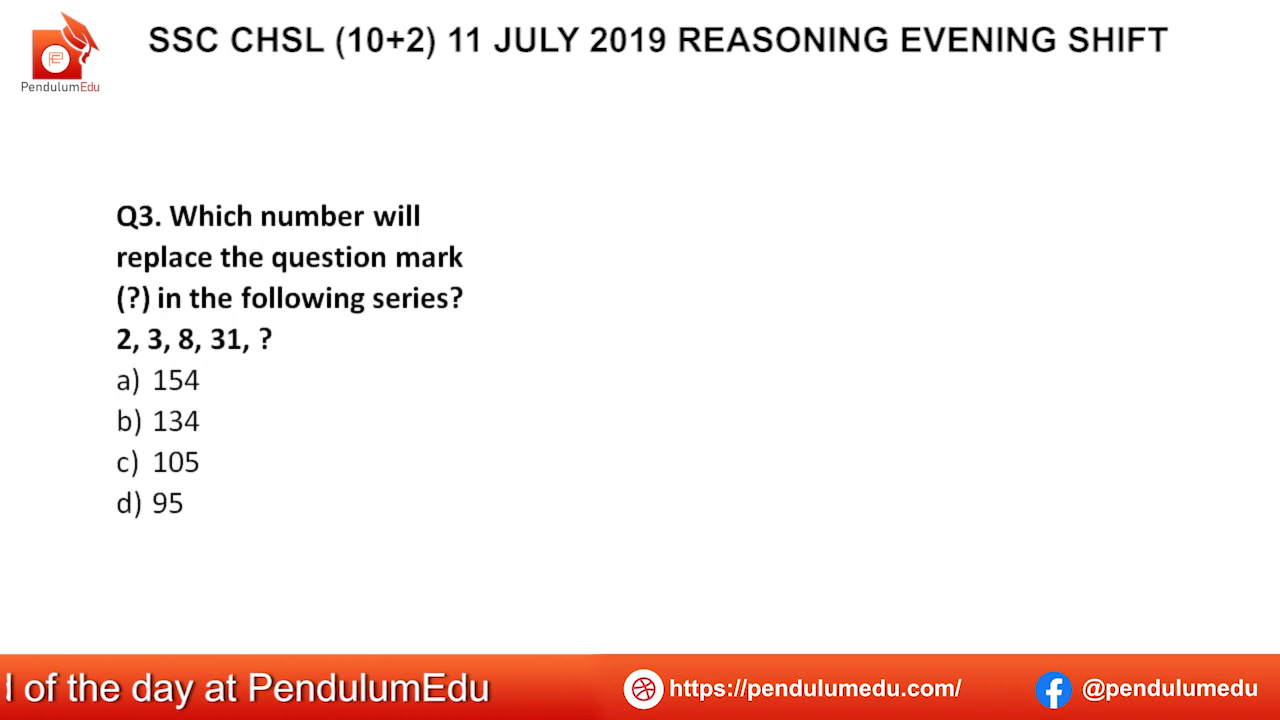 SSC CHSL (10+2) 11 JULY 2019 REASONING EVENING SHIFT
PendulumEdu
Q3. Which number will
replace the question mark
(?) in the following series?
2, 3, 8, 31, ?
a) 154
b) 134
c) 105
d) 95
of the day at PendulumEdu
https://pendulumedu.com/
@pendulumedu